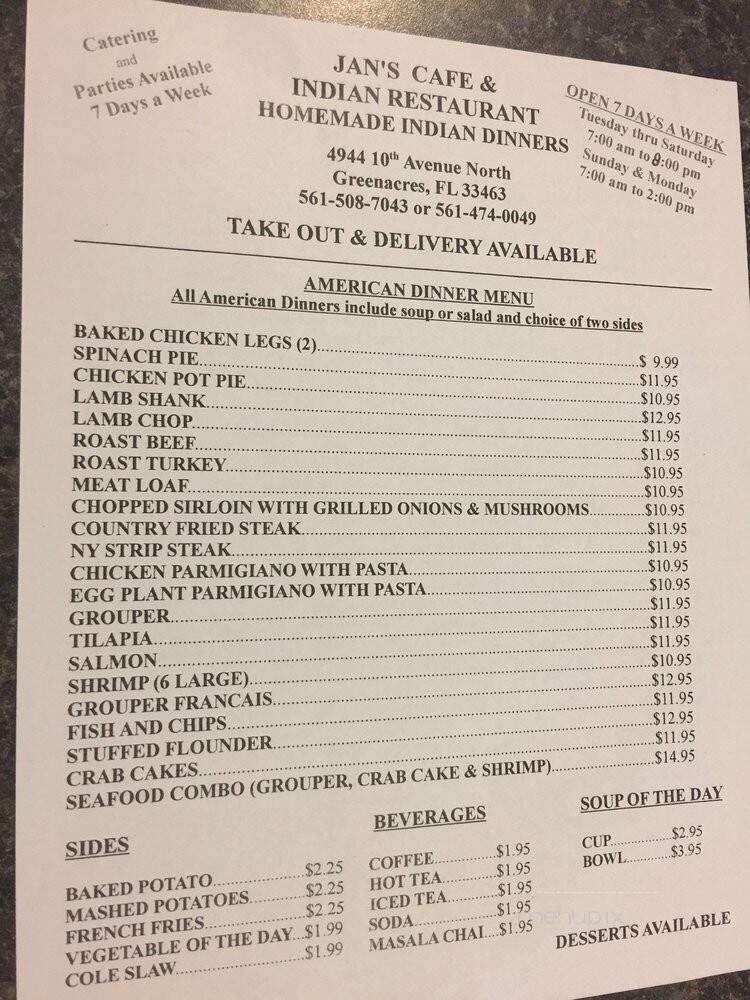 Catering
and
Parties Available
7 Days a Week
JAN'S CAFE &
INDIAN RESTAURANT
HOMEMADE INDIAN DINNERS
4944 10th Avenue North
Greenacres, FL 33463
561-508-7043 or 561-474-0049
TAKE OUT & DELIVERY AVAILABLE
OPEN 7 DAYS A WEEK
Tuesday thru Saturday
7:00 am to 8:00 pm
Sunday & Monday
7:00 am to 2:00 pm
AMERICAN DINNER MENU
All American Dinners include soup or salad and choice of two sides
BAKED CHICKEN LEGS (2)...$ 9.99
SPINACH PIE...$11.95
CHICKEN POT PIE...$10.95
LAMB SHANK...$12.95
LAMB CHOP...$11.95
ROAST BEEF...$11.95
ROAST TURKEY...$10.95
MEAT LOAF...$10.95
CHOPPED SIRLOIN WITH GRILLED ONIONS & MUSHROOMS...$10.95
COUNTRY FRIED STEAK...$11.95
NY STRIP STEAK...$11.95
CHICKEN PARMIGIANO WITH PASTA...$10.95
EGG PLANT PARMIGIANO WITH PASTA...$10.95
GROUPER...$11.95
TILAPIA...$11.95
SALMON...$11.95
SHRIMP (6 LARGE)...$10.95
GROUPER FRANCAIS...$12.95
FISH AND CHIPS...$11.95
STUFFED FLOUNDER...$12.95
CRAB CAKES...$11.95
SEAFOOD COMBO (GROUPER, CRAB CAKE & SHRIMP)...$14.95
SIDES
BAKED POTATO...$2.25
MASHED POTATOES...$2.25
FRENCH FRIES...$2.25
VEGETABLE OF THE DAY...$1.99
COLE SLAW...$1.99
BEVERAGES
COFFEE...$1.95
HOT TEA...$1.95
ICED TEA...$1.95
SODA...$1.95
MASALA CHAI...$1.95
SOUP OF THE DAY
CUP...$2.95
BOWL...$3.95
DESSERTS AVAILABLE